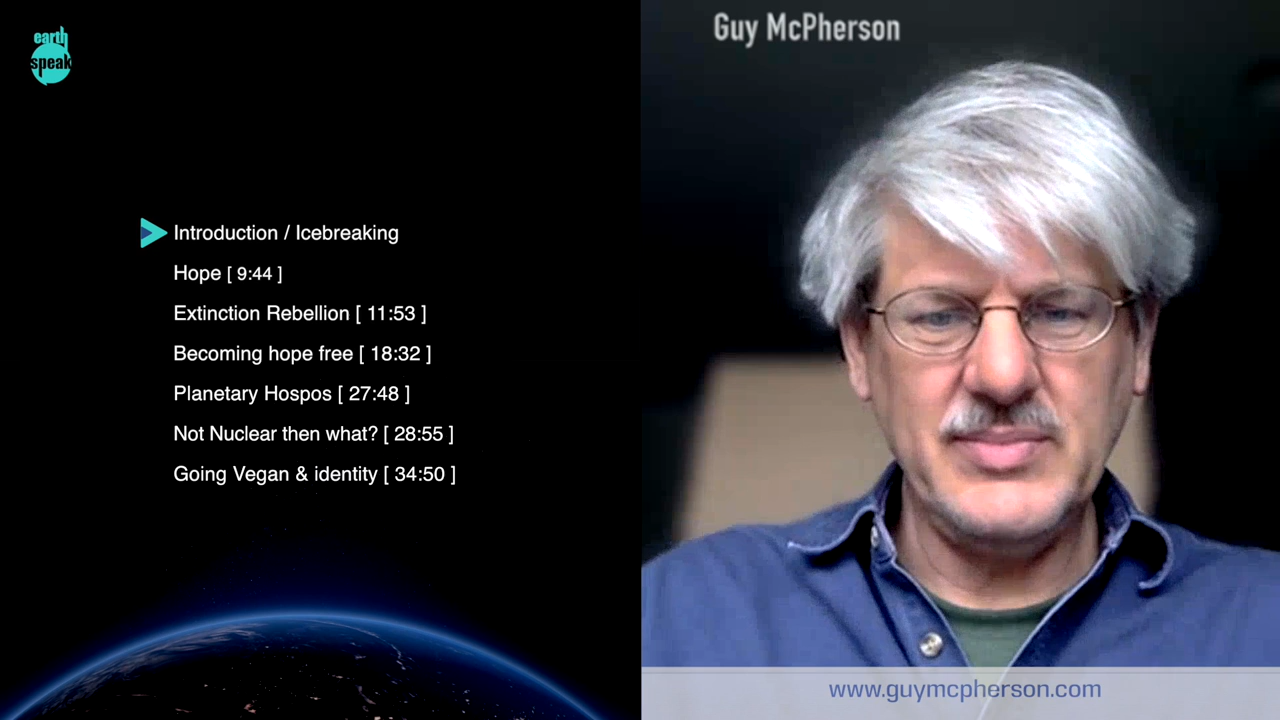 earth
speak
Introduction / Icebreaking
Hope [ 9:44 ]
Extinction Rebellion [ 11:53 ]
Becoming hope free [ 18:32 ]
Planetary Hospos [ 27:48 ]
Not Nuclear then what? [ 28:55 ]
Going Vegan & identity [ 34:50 ]
Guy McPherson
www.guymcpherson.com